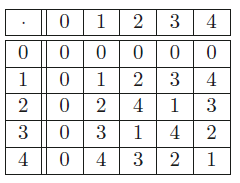 · 0 1 2 3 4
0 0 0 0 0 0
1 0 1 2 3 4
2 0 2 4 1 3
3 0 3 1 4 2
4 0 4 3 2 1